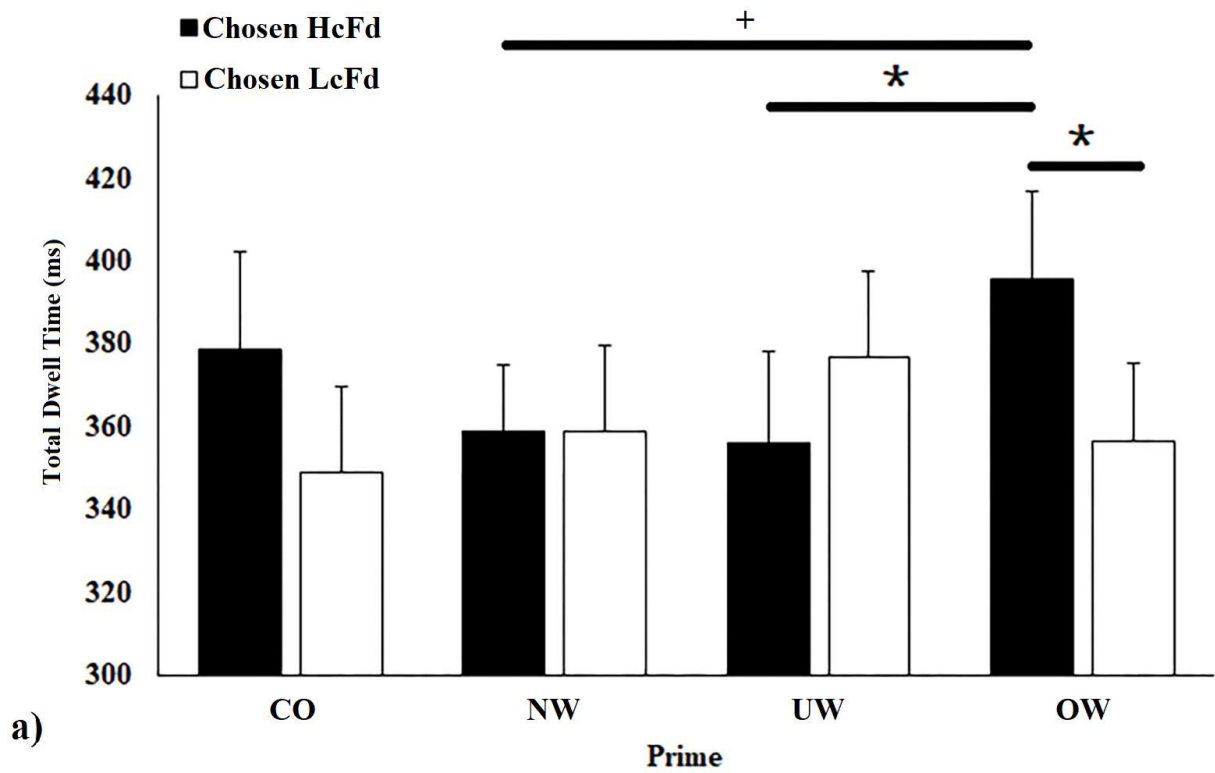 +
Chosen HcFd
Chosen LcFd
*
*
440
420
400
380
360
340
320
300
Total Dwell Time (ms)
CO NW UW OW
a)
Prime